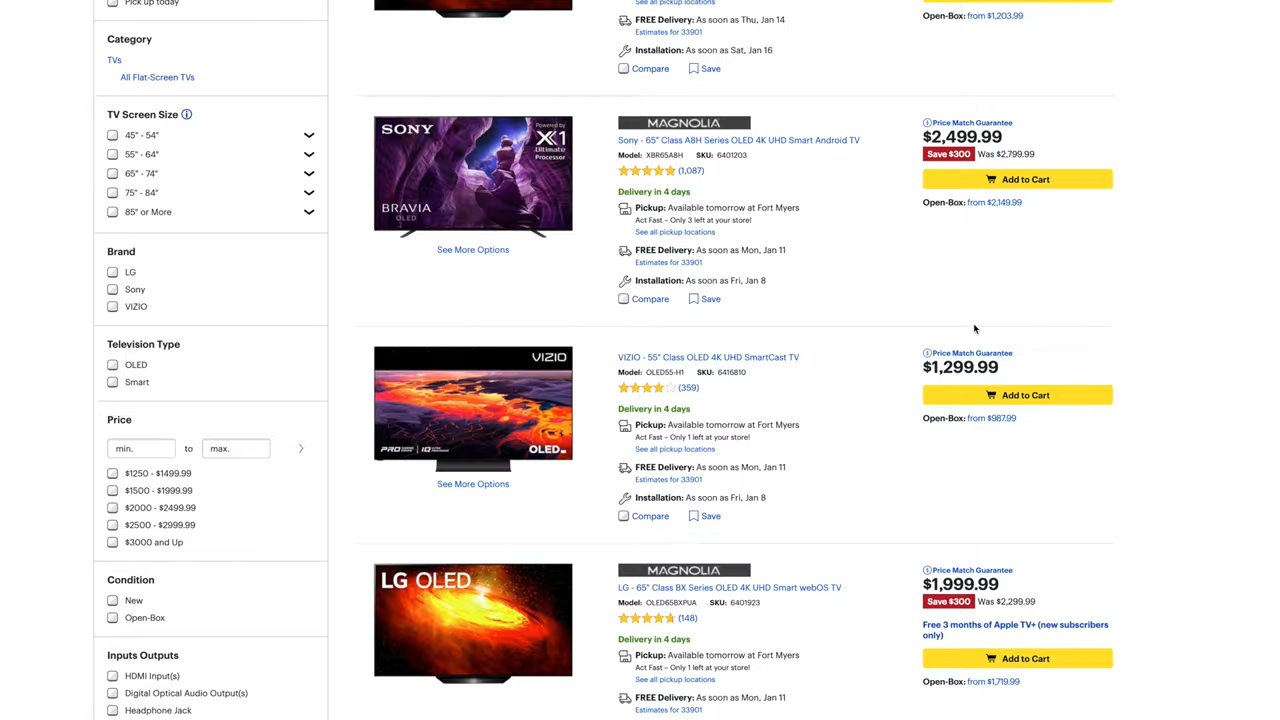 Pick up today
Category
TVs
All Flat-Screen TVs
TV Screen Size
45" - 54"
55" - 64"
65" - 74"
75" - 84"
85" or More
Brand
LG
Sony
VIZIO
Television Type
OLED
Smart
Price
min. to max.
$1250 - $1499.99
$1500 - $1999.99
$2000 - $2499.99
$2500 - $2999.99
$3000 and Up
Condition
New
Open-Box
Inputs Outputs
HDMI Input(s)
Digital Optical Audio Output(s)
Headphone Jack
See all pickup locations
FREE Delivery: As soon as Thu, Jan 14
Estimates for 33901
Installation: As soon as Sat, Jan 16
Compare Save
Open-Box: from $1,203.99
SONY
Powered by
X1
Ultimate
Processor
BRAVIA
OLED
See More Options
MAGNOLIA
Sony - 65" Class A8H Series OLED 4K UHD Smart Android TV
Model: XBR65A8H SKU: 6401203
(1,087)
Delivery in 4 days
Pickup: Available tomorrow at Fort Myers
Act Fast – Only 3 left at your store!
See all pickup locations
FREE Delivery: As soon as Mon, Jan 11
Estimates for 33901
Installation: As soon as Fri, Jan 8
Compare Save
Price Match Guarantee
$2,499.99
Save $300 Was $2,799.99
Add to Cart
Open-Box: from $2,149.99
VIZIO
OLED
See More Options
VIZIO - 55" Class OLED 4K UHD SmartCast TV
Model: OLED55-H1 SKU: 6416810
(359)
Delivery in 4 days
Pickup: Available tomorrow at Fort Myers
Act Fast – Only 1 left at your store!
See all pickup locations
FREE Delivery: As soon as Mon, Jan 11
Estimates for 33901
Installation: As soon as Fri, Jan 8
Compare Save
Price Match Guarantee
$1,299.99
Add to Cart
Open-Box: from $987.99
LG OLED
MAGNOLIA
LG - 65" Class BX Series OLED 4K UHD Smart webOS TV
Model: OLED65BXPUA SKU: 6401923
(148)
Delivery in 4 days
Pickup: Available tomorrow at Fort Myers
Act Fast – Only 1 left at your store!
See all pickup locations
FREE Delivery: As soon as Mon, Jan 11
Estimates for 33901
Price Match Guarantee
$1,999.99
Save $300 Was $2,299.99
Free 3 months of Apple TV+ (new subscribers
only)
Add to Cart
Open-Box: from $1,719.99